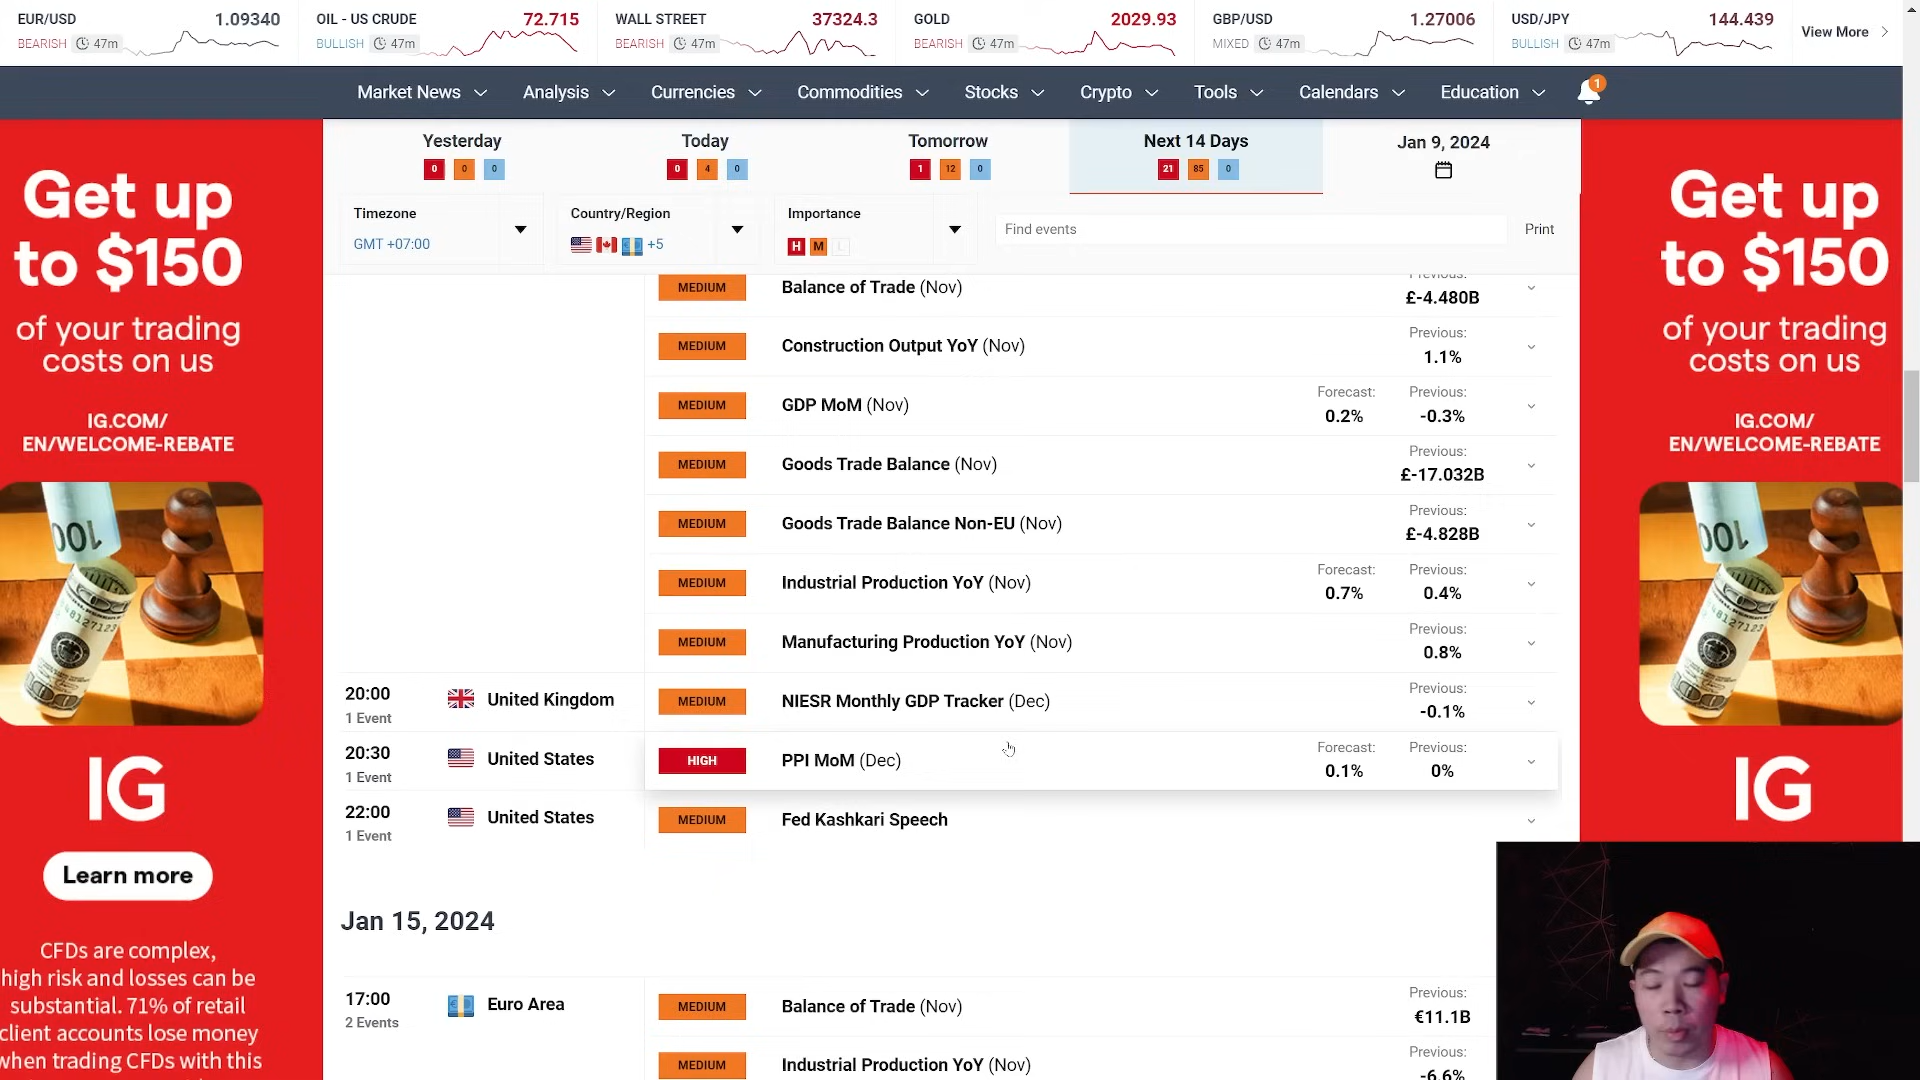 EUR/USD 1.09340
BEARISH 47m
OIL - US CRUDE 72.715
BULLISH 47m
WALL STREET 37324.3
BEARISH 47m
GOLD 2029.93
BEARISH 47m
GBP/USD 1.27006
MIXED 47m
USD/JPY 144.439
BULLISH 47m
View More
Market News Analysis Currencies Commodities Stocks Crypto Tools Calendars Education 1
Yesterday Today Tomorrow Next 14 Days Jan 9, 2024
0 0 0 0 4 0 1 12 0 21 85 0
Timezone
GMT +07:00
Country/Region
+5
Importance
H M
Find events
Print
MEDIUM Balance of Trade (Nov) Previous:
£-4.480B
MEDIUM Construction Output YoY (Nov) Previous:
1.1%
MEDIUM GDP MoM (Nov) Forecast: Previous:
0.2% -0.3%
MEDIUM Goods Trade Balance (Nov) Previous:
£-17.032B
MEDIUM Goods Trade Balance Non-EU (Nov) Previous:
£-4.828B
MEDIUM Industrial Production YoY (Nov) Forecast: Previous:
0.7% 0.4%
MEDIUM Manufacturing Production YoY (Nov) Previous:
0.8%
20:00 United Kingdom MEDIUM NIESR Monthly GDP Tracker (Dec) Previous:
1 Event -0.1%
20:30 United States HIGH PPI MoM (Dec) Forecast: Previous:
1 Event 0.1% 0%
22:00 United States MEDIUM Fed Kashkari Speech
1 Event
Jan 15, 2024
17:00 Euro Area MEDIUM Balance of Trade (Nov) Previous:
2 Events €11.1B
MEDIUM Industrial Production YoY (Nov) Previous:
-6.6%
Get up
to $150
of your trading
costs on us
IG.COM/
EN/WELCOME-REBATE
100
IG
Learn more
CFDs are complex,
high risk and losses can be
substantial. 71% of retail
client accounts lose money
when trading CFDs with this
Get up
to $150
of your trading
costs on us
IG.COM/
EN/WELCOME-REBATE
100
IG